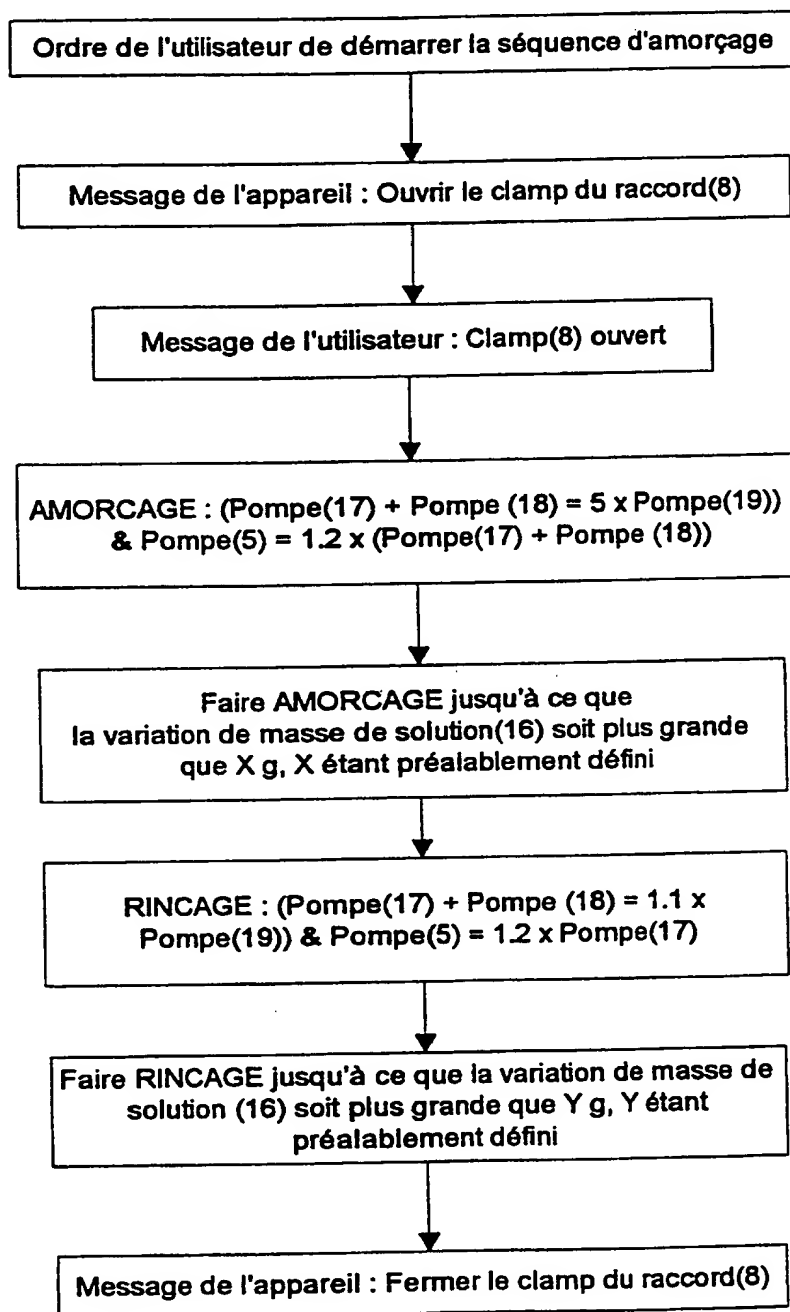 Ordre de l'utilisateur de démarrer la séquence d'amorçage
Message de l'appareil : Ouvrir le clamp du raccord(8)
Message de l'utilisateur : Clamp(8) ouvert
AMORCAGE : (Pompe(17) + Pompe (18) = 5 x Pompe(19))
& Pompe(5) = 1.2 x (Pompe(17) + Pompe (18))
Faire AMORCAGE jusqu'à ce que
la variation de masse de solution(16) soit plus grande
que X g, X étant préalablement défini
RINCAGE : (Pompe(17) + Pompe (18) = 1.1 x
Pompe(19)) & Pompe(5) = 1.2 x Pompe(17)
Faire RINCAGE jusqu'à ce que la variation de masse de
solution (16) soit plus grande que Y g, Y étant
préalablement défini
Message de l'appareil : Fermer le clamp du raccord(8)